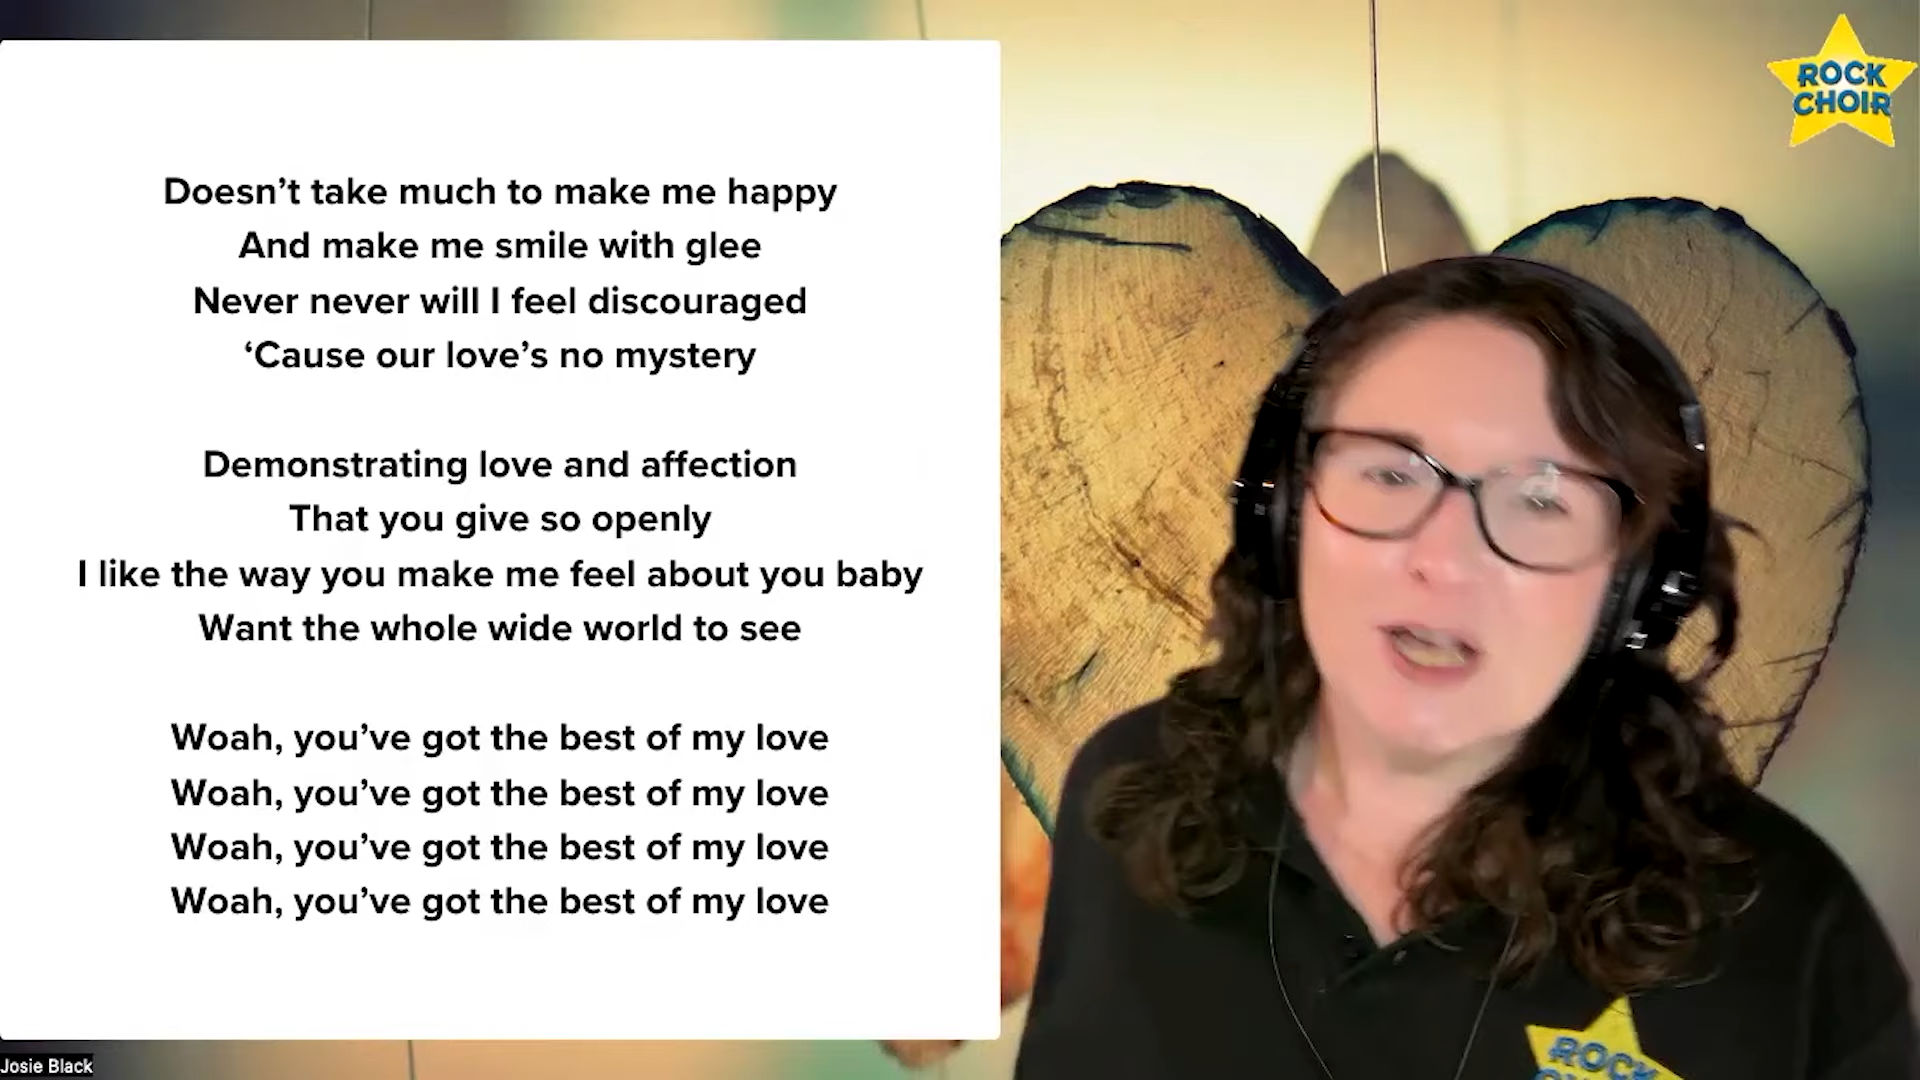 Doesn’t take much to make me happy
And make me smile with glee
Never never will I feel discouraged
‘Cause our love’s no mystery
Demonstrating love and affection
That you give so openly
I like the way you make me feel about you baby
Want the whole wide world to see
Woah, you’ve got the best of my love
Woah, you’ve got the best of my love
Woah, you’ve got the best of my love
Woah, you’ve got the best of my love
ROCK
CHOIR
ROCK
Josie Black